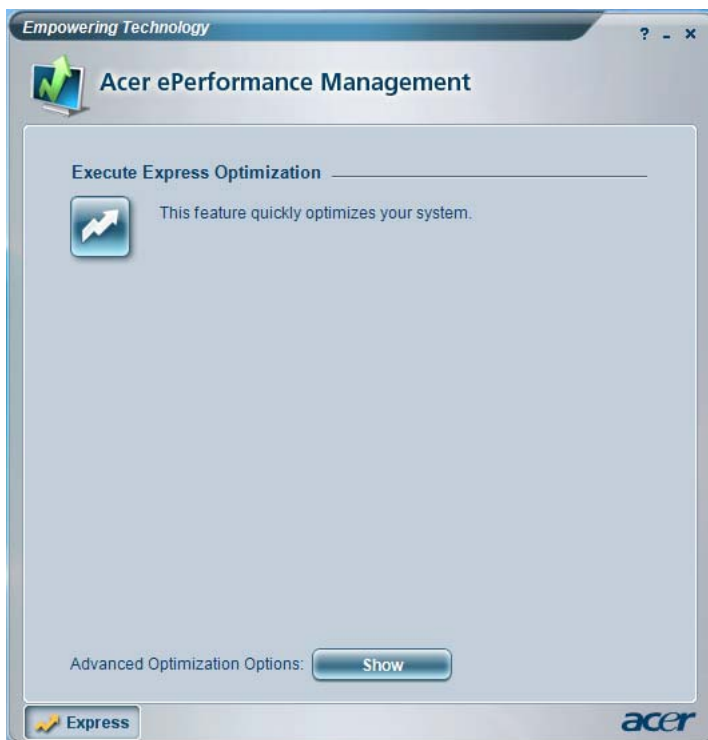 Empowering Technology
? - ×
Acer ePerformance Management
Execute Express Optimization
This feature quickly optimizes your system.
Advanced Optimization Options: Show
Express
acer